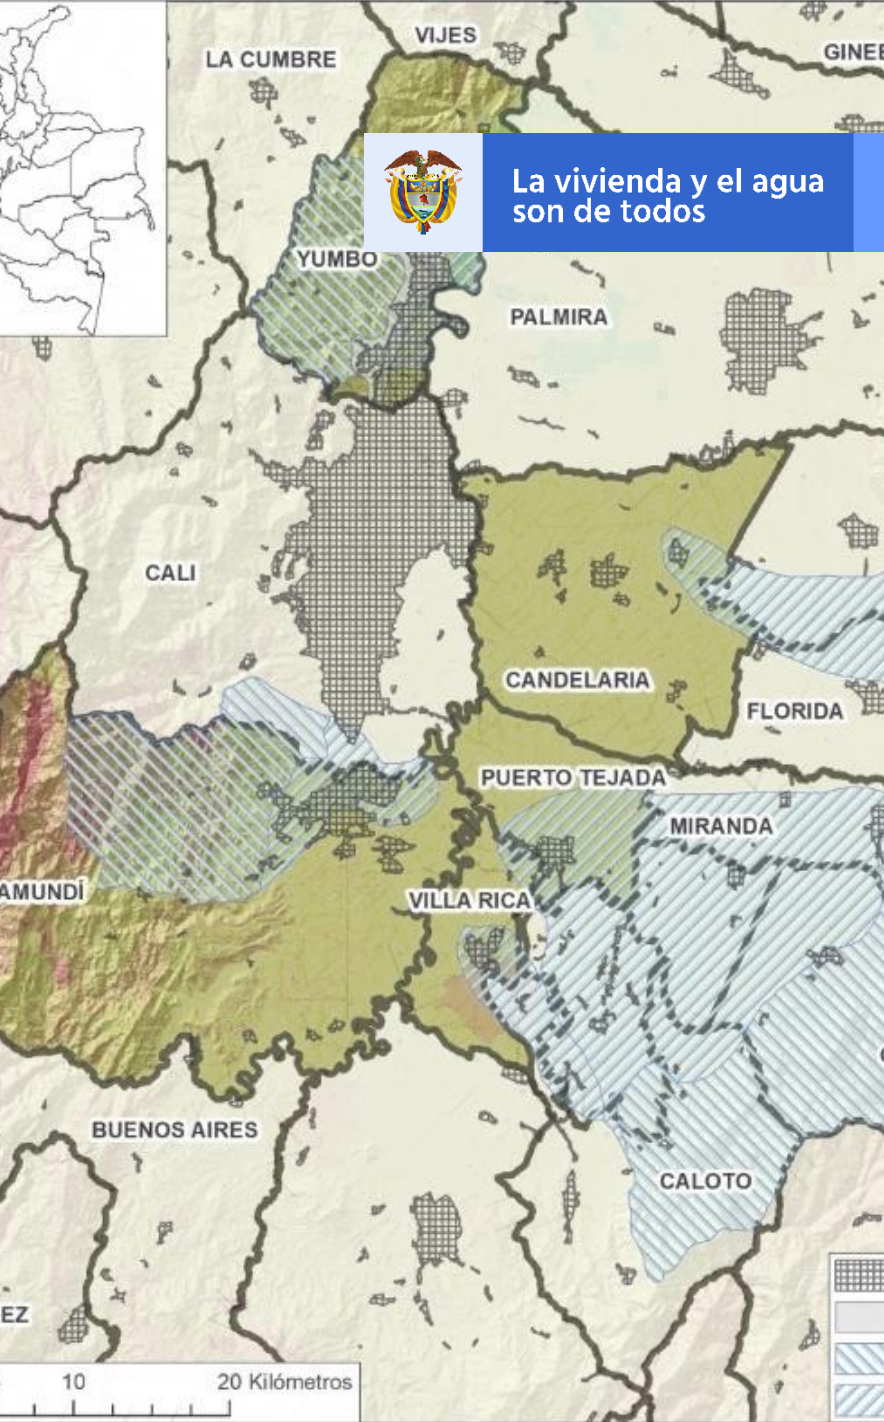 VIJES
LA CUMBRE
GINEE
La vivienda y el agua
son de todos
YUMBO
PALMIRA
CALI
CANDELARIA
FLORIDA
PUERTO TEJADA
MIRANDA
AMUNDÍ
VILLA RICA
BUENOS AIRES
CALOTO
EZ
10
20 Kilómetros